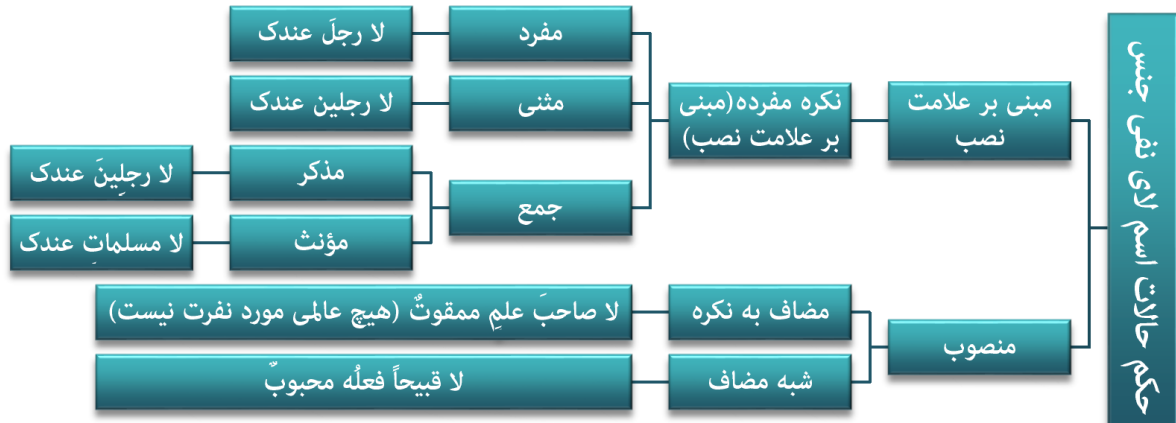 حکم حالات اسم لای نفی جنس
مبنی بر علامت
نصب
نکره مفرده(مبنی
بر علامت نصب)
مفرد
لا رجلَ عندک
مثنی
لا رجلین عندک
جمع
مذکر
لا رجلِینَ عندک
مؤنث
لا مسلماتِ عندک
منصوب
مضاف به نکره
لا صاحبَ علمٍ ممقوتٌ (هیچ عالمی مورد نفرت نیست)
شبه مضاف
لا قبیحاً فعلُه محبوبٌ